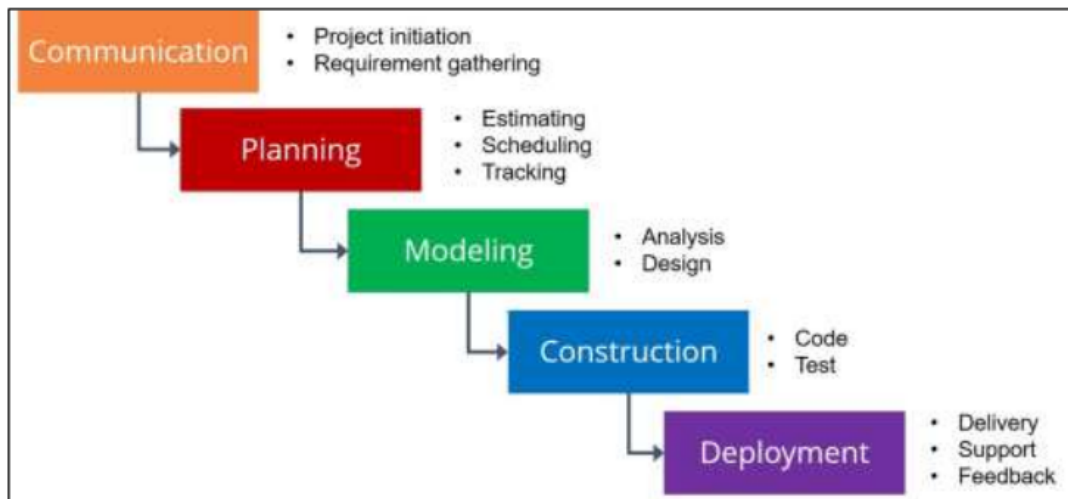 Communication
• Project initiation
• Requirement gathering
Planning
• Estimating
• Scheduling
• Tracking
Modeling
• Analysis
• Design
Construction
• Code
• Test
Deployment
• Delivery
• Support
• Feedback